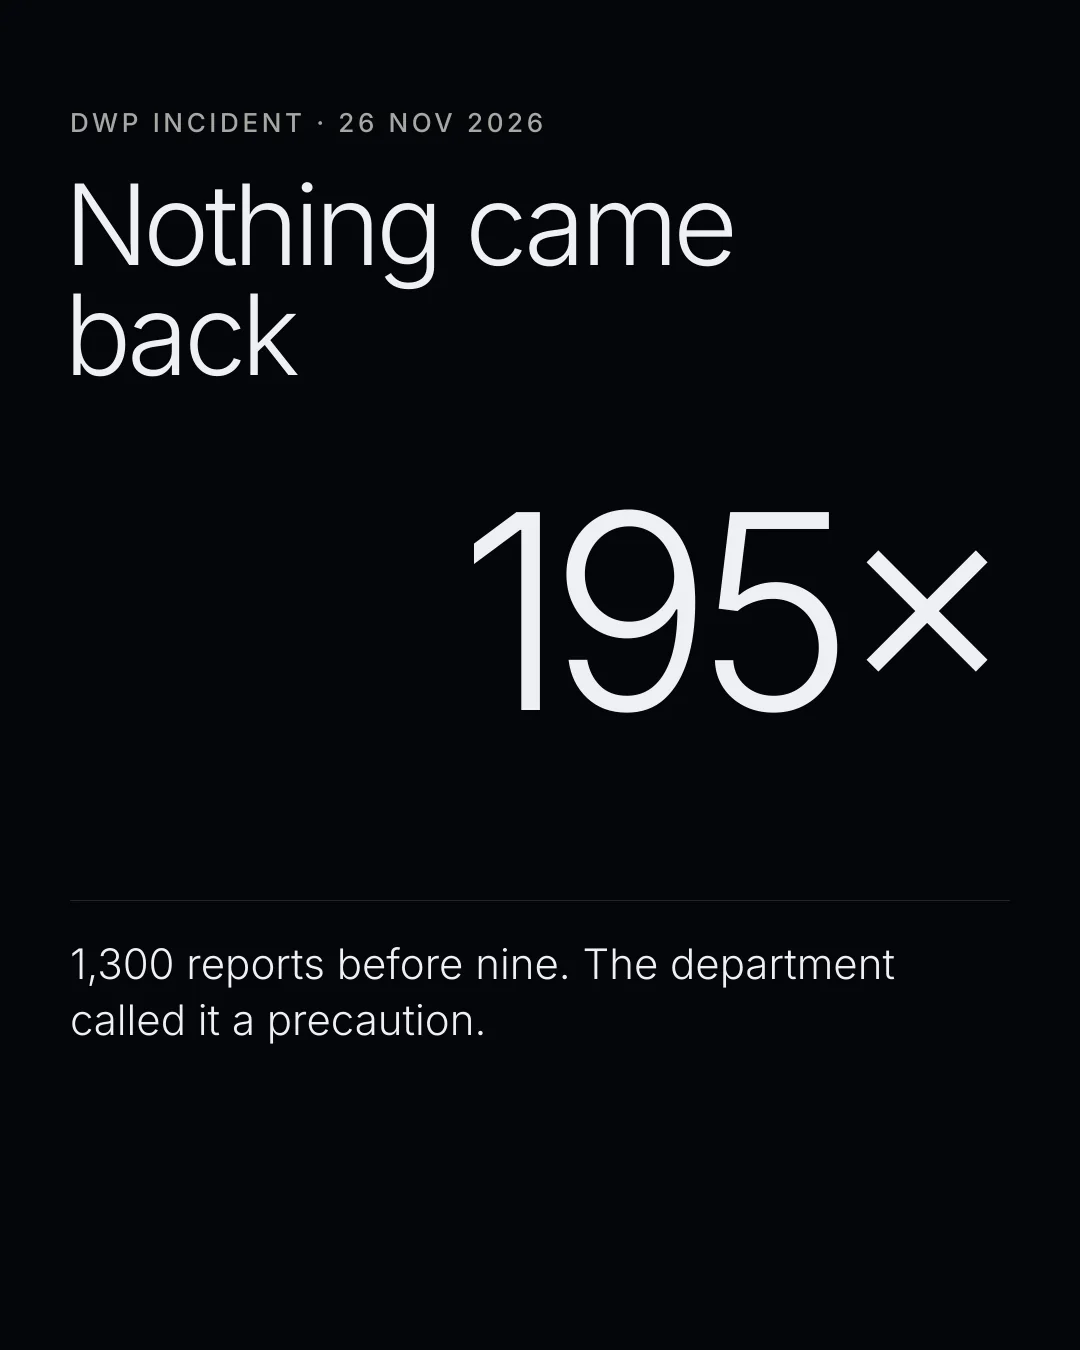 DWP INCIDENT · 26 NOV 2026
Nothing came
back
195×
1,300 reports before nine. The department
called it a precaution.